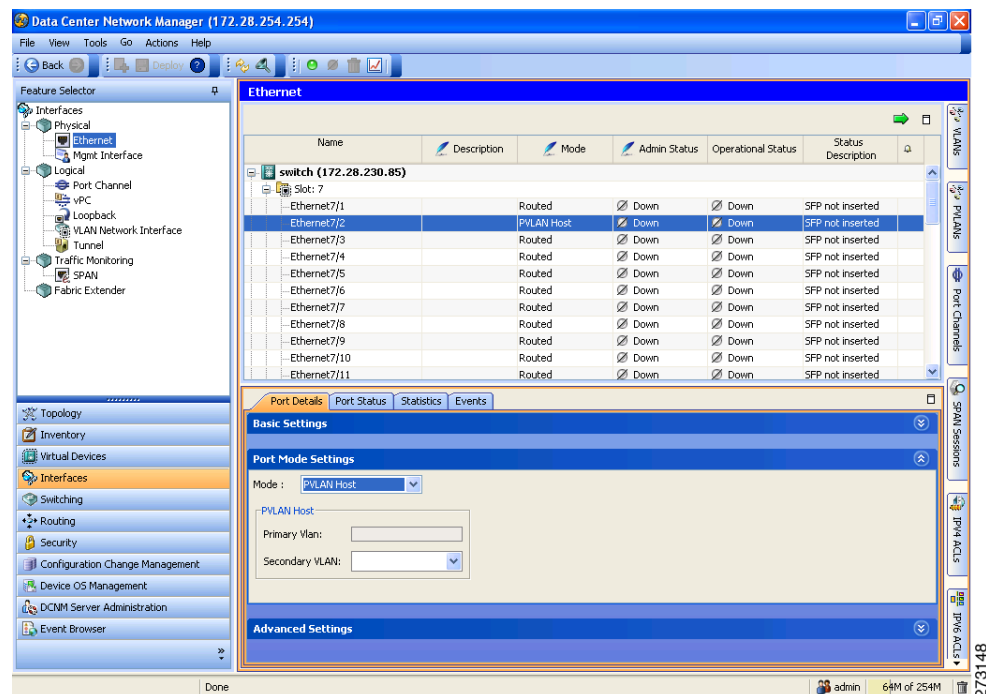 Data Center Network Manager (172.28.254.254)
File View Tools Go Actions Help
Back Deploy
Feature Selector
Interfaces
Physical
Ethernet
Mgmt Interface
Logical
Port Channel
vPC
Loopback
VLAN Network Interface
Tunnel
Traffic Monitoring
SPAN
Fabric Extender
Topology
Inventory
Virtual Devices
Interfaces
Switching
Routing
Security
Configuration Change Management
Device OS Management
DCNM Server Administration
Event Browser
Ethernet
Name Description Mode Admin Status Operational Status Status Description
switch (172.28.230.85)
Slot: 7
Ethernet7/1 Routed Down Down SFP not inserted
Ethernet7/2 PVLAN Host Down Down SFP not inserted
Ethernet7/3 Routed Down Down SFP not inserted
Ethernet7/4 Routed Down Down SFP not inserted
Ethernet7/5 Routed Down Down SFP not inserted
Ethernet7/6 Routed Down Down SFP not inserted
Ethernet7/7 Routed Down Down SFP not inserted
Ethernet7/8 Routed Down Down SFP not inserted
Ethernet7/9 Routed Down Down SFP not inserted
Ethernet7/10 Routed Down Down SFP not inserted
Ethernet7/11 Routed Down Down SFP not inserted
Port Details Port Status Statistics Events
Basic Settings
Port Mode Settings
Mode : PVLAN Host
PVLAN Host
Primary Vlan:
Secondary VLAN:
Advanced Settings
VLANs
PVLANs
Port Channels
SPAN Sessions
IPV4 ACLs
IPV6 ACLs
Done
admin 64M of 254M
273148